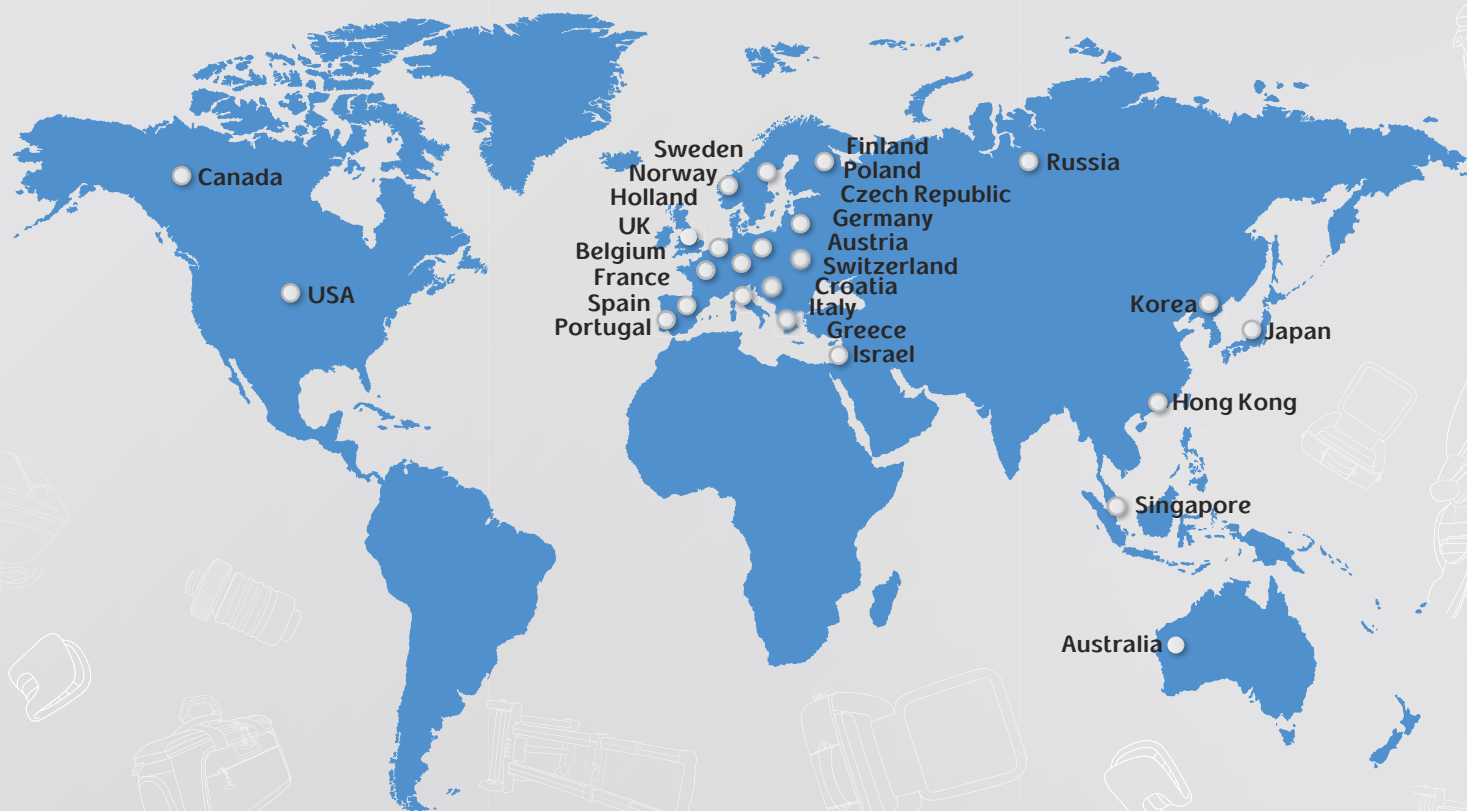 Sweden
Norway
Holland
UK
Belgium
France
Spain
Portugal
Finland
Poland
Czech Republic
Germany
Austria
Switzerland
Croatia
Italy
Greece
Israel
Canada
USA
Russia
Korea
Japan
Hong Kong
Singapore
Australia